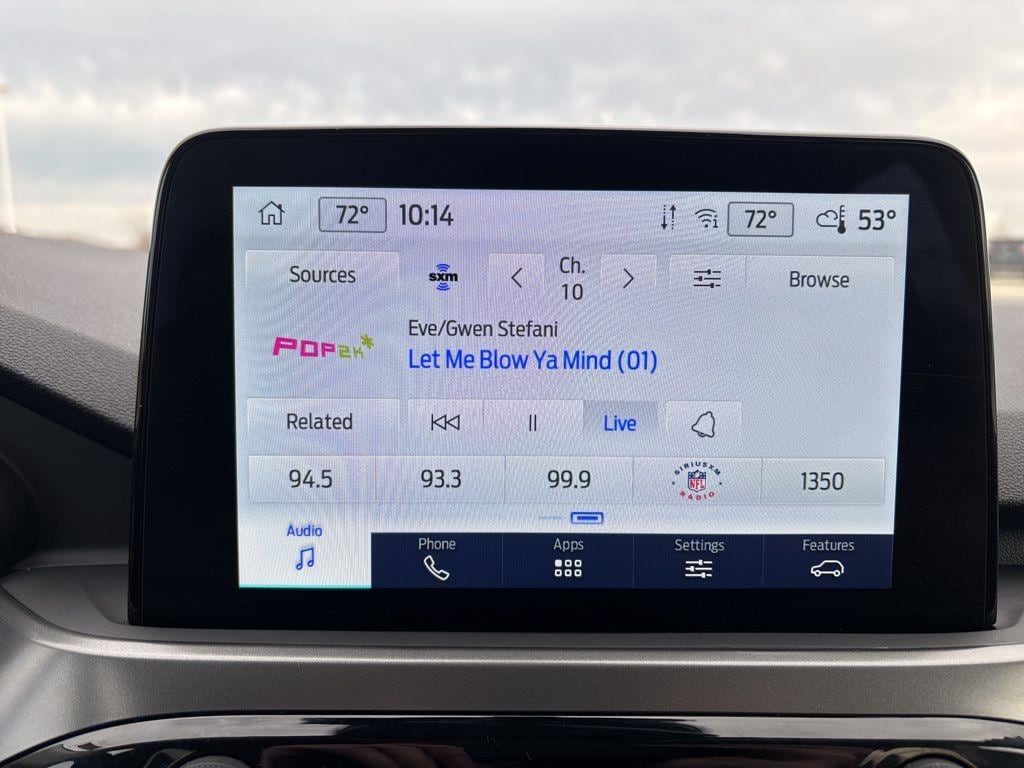 72° 10:14 72° 53°
Sources sxm Ch. 10 Browse
Eve/Gwen Stefani
POP2K
Let Me Blow Ya Mind (01)
Related Live
94.5 93.3 99.9 SIRIUSXM NFL RADIO 1350
Audio Phone Apps Settings Features